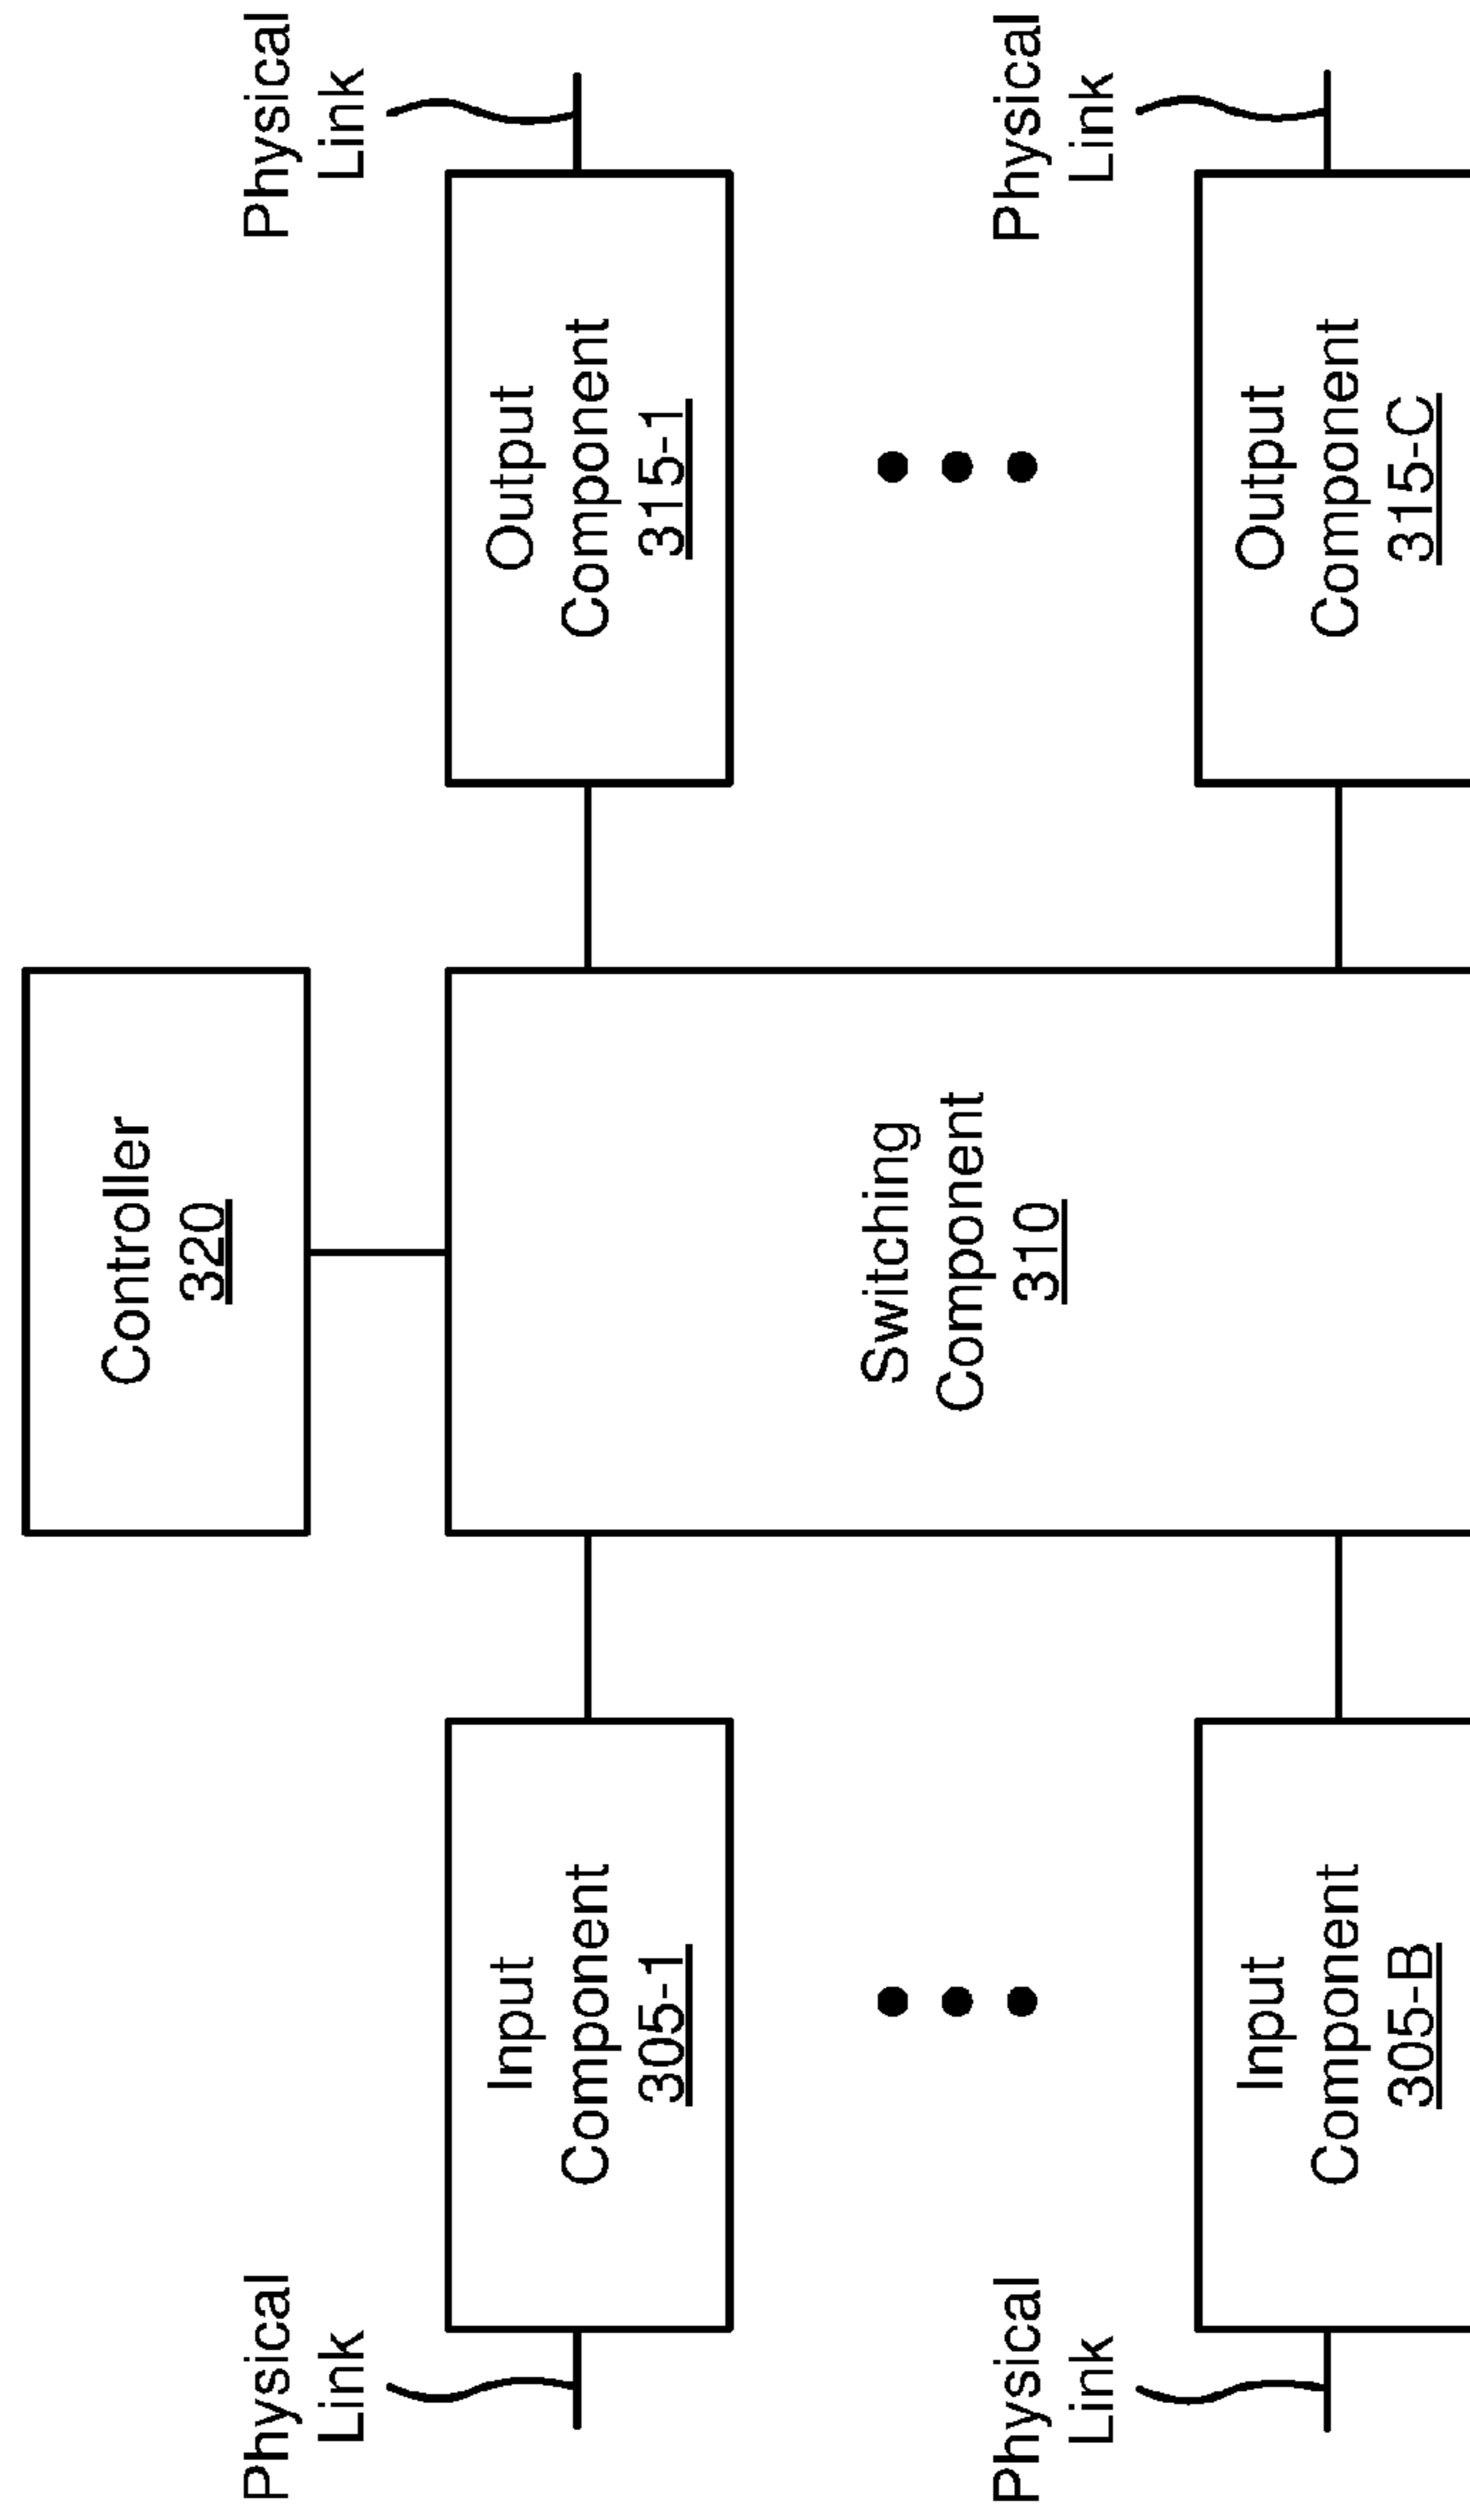 Controller
320
Physical
Link
Input
Component
305-1
Switching
Component
310
Output
Component
315-1
Physical
Link
Physical
Link
Input
Component
305-B
Output
Component
315-C
Physical
Link